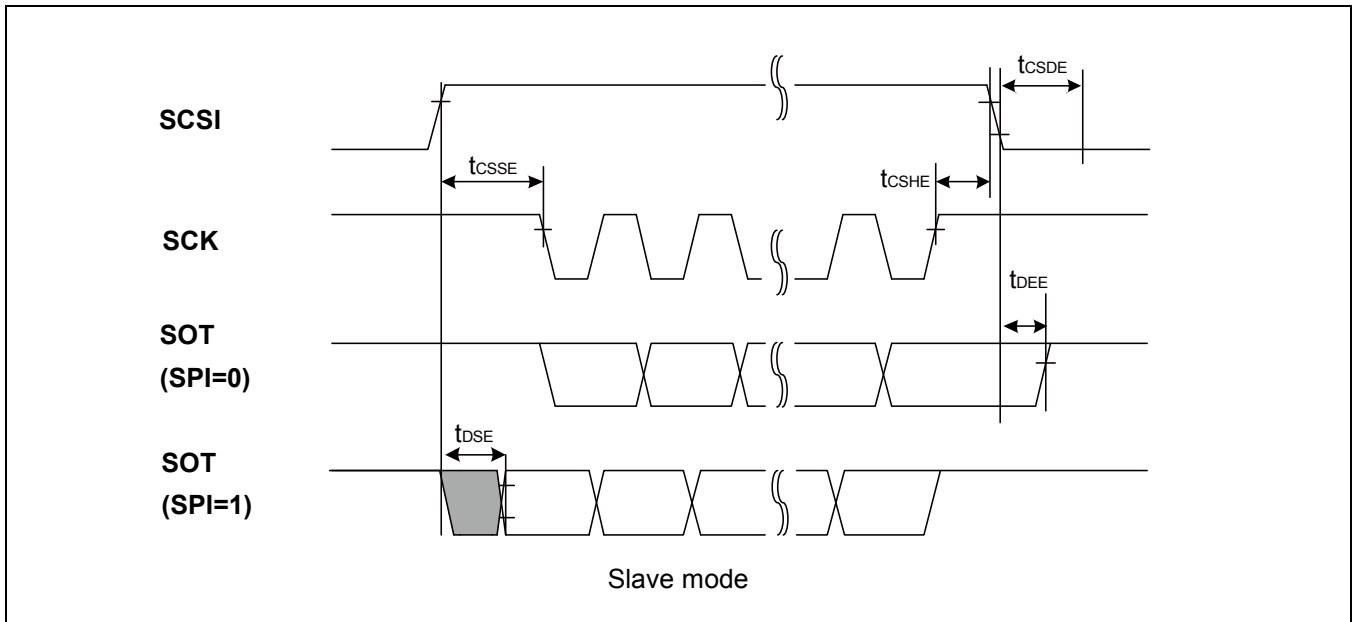 tCSDE
SCSI
tCSSE
tCSHE
SCK
tDEE
SOT
(SPI=0)
tDSE
SOT
(SPI=1)
Slave mode